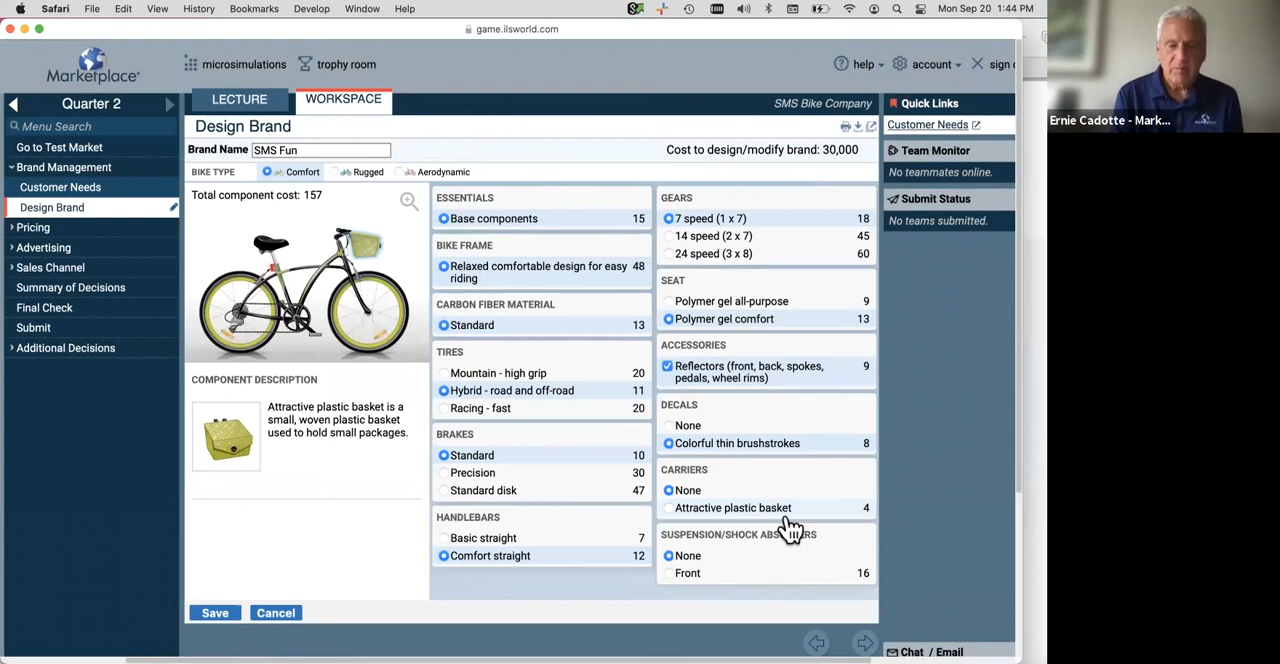 Safari File Edit View History Bookmarks Develop Window Help
Mon Sep 20 1:44 PM
game.ilsworld.com
Marketplace
microsimulations
trophy room
help
account
sign
Quarter 2
Menu Search
Go to Test Market
Brand Management
Customer Needs
Design Brand
Pricing
Advertising
Sales Channel
Summary of Decisions
Final Check
Submit
Additional Decisions
LECTURE
WORKSPACE
SMS Bike Company
Design Brand
Brand Name SMS Fun
Cost to design/modify brand: 30,000
BIKE TYPE Comfort Rugged Aerodynamic
Total component cost: 157
COMPONENT DESCRIPTION
Attractive plastic basket is a
small, woven plastic basket
used to hold small packages.
ESSENTIALS
Base components 15
BIKE FRAME
Relaxed comfortable design for easy 48
riding
CARBON FIBER MATERIAL
Standard 13
TIRES
Mountain - high grip 20
Hybrid - road and off-road 11
Racing - fast 20
BRAKES
Standard 10
Precision 30
Standard disk 47
HANDLEBARS
Basic straight 7
Comfort straight 12
GEARS
7 speed (1 x 7) 18
14 speed (2 x 7) 45
24 speed (3 x 8) 60
SEAT
Polymer gel all-purpose 9
Polymer gel comfort 13
ACCESSORIES
Reflectors (front, back, spokes, 9
pedals, wheel rims)
DECALS
None
Colorful thin brushstrokes 8
CARRIERS
None
Attractive plastic basket 4
SUSPENSION/SHOCK
None
Front 16
Save
Cancel
Quick Links
Customer Needs
Team Monitor
No teammates online.
Submit Status
No teams submitted.
Chat / Email
Ernie Cadotte - Mark...